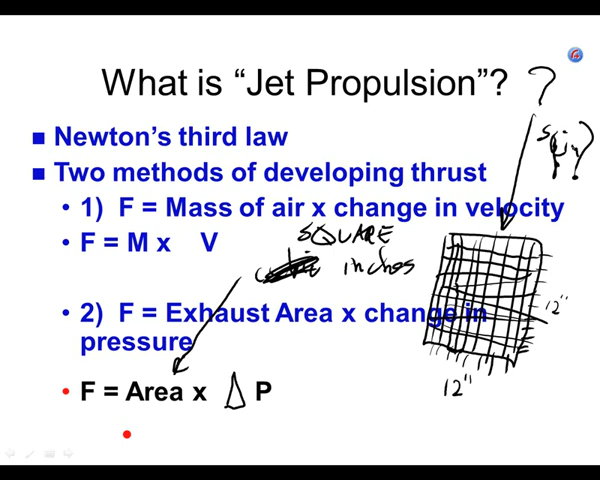 What is “Jet Propulsion”? ?
■ Newton’s third law
■ Two methods of developing thrust
• 1) F = Mass of air x change in velocity
• F = M x V
SQUARE
inches
• 2) F = Exhaust Area x change in
pressure
12"
• F = Area x Δ P
12"